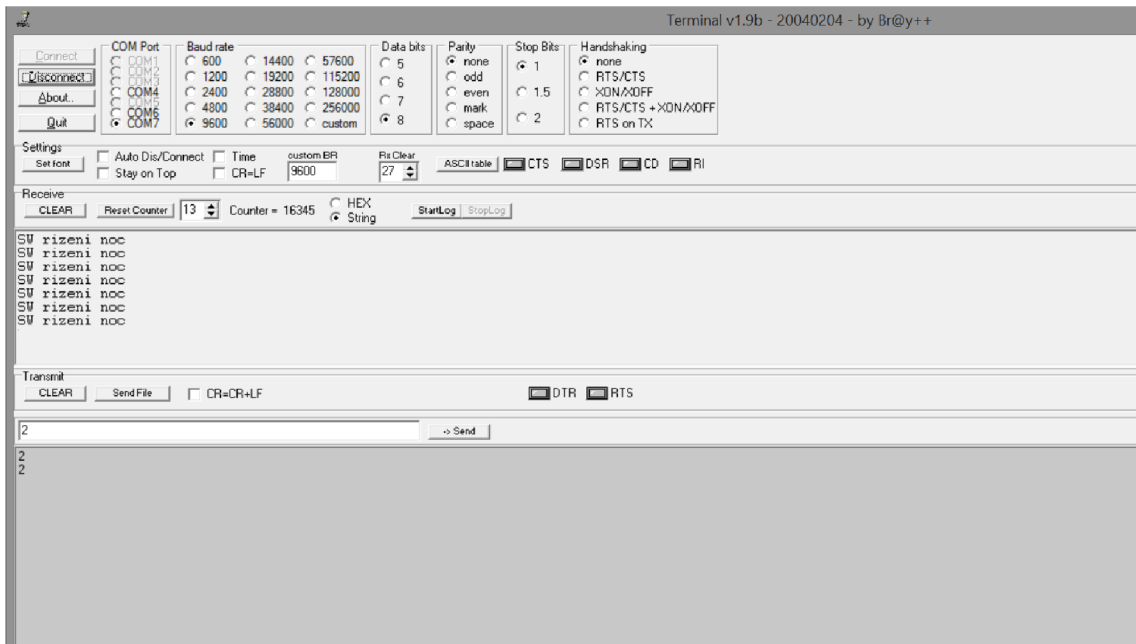 Terminal v1.9b - 20040204 - by Br@y++
Connect
Disconnect
About..
Quit
COM Port
COM1
COM2
COM3
COM4
COM5
COM6
COM7
Baud rate
600 14400 57600
1200 19200 115200
2400 28800 128000
4800 38400 256000
9600 56000 custom
Data bits
5
6
7
8
Parity
none
odd
even
mark
space
Stop Bits
1
1.5
2
Handshaking
none
RTS/CTS
XON/XOFF
RTS/CTS + XON/XOFF
RTS on TX
Settings
Set font
Auto Dis/Connect Time
Stay on Top CR=LF
custom BR
9600
Rx Clear
27
ASCII table CTS DSR CD RI
Receive
CLEAR Reset Counter 13 Counter = 16345
HEX
String
StartLog StopLog
SW rizeni noc
SW rizeni noc
SW rizeni noc
SW rizeni noc
SW rizeni noc
SW rizeni noc
SW rizeni noc
Transmit
CLEAR Send File CR=CR+LF DTR RTS
2 -> Send
2
2